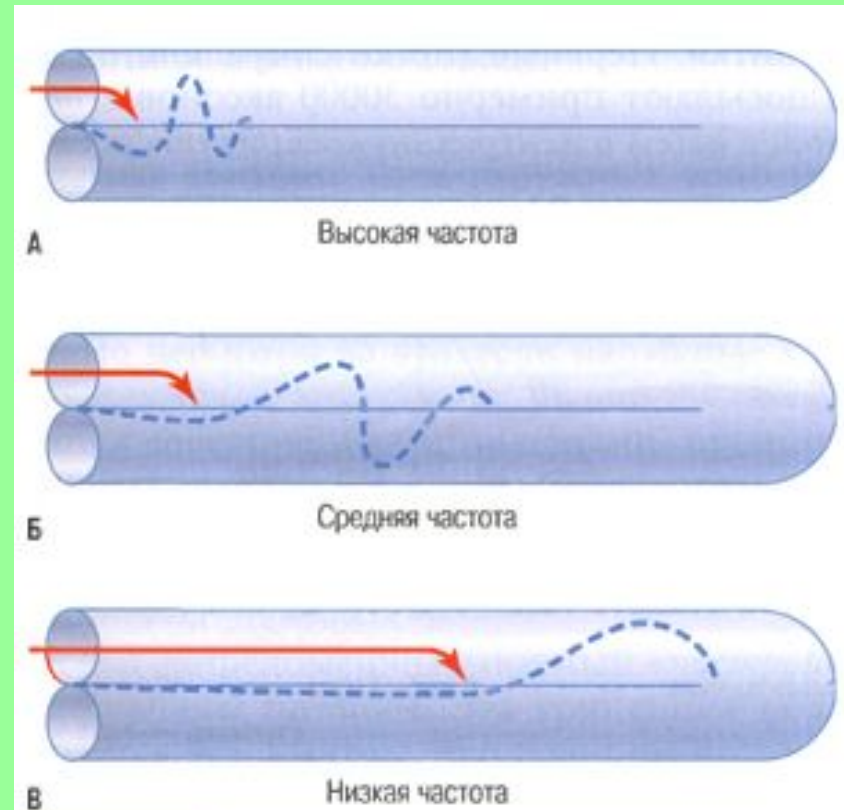 А
Высокая частота
Б
Средняя частота
В
Низкая частота